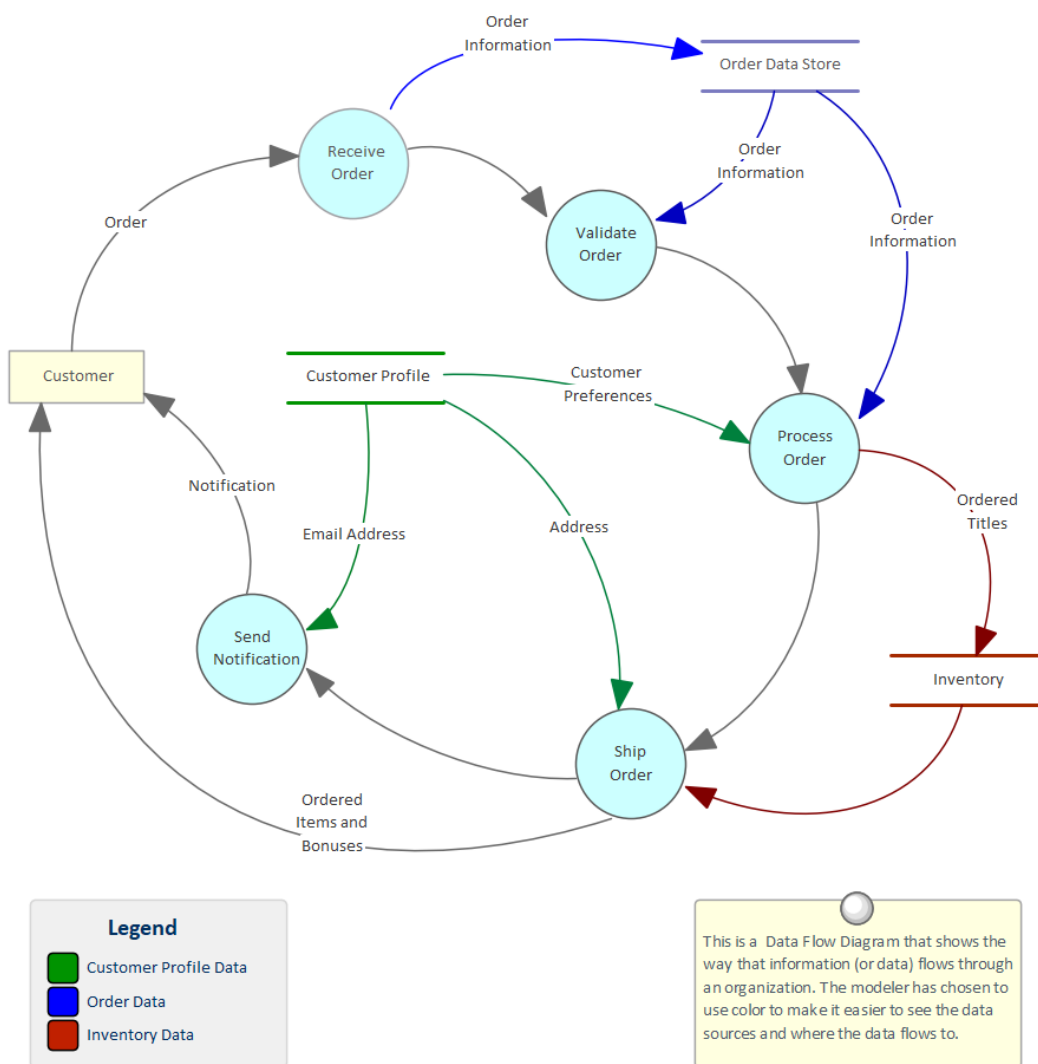 Order
Information
Order Data Store
Receive
Order
Order
Information
Order
Validate
Order
Order
Information
Customer
Customer Profile
Customer
Preferences
Process
Order
Notification
Email Address
Address
Ordered
Titles
Send
Notification
Inventory
Ship
Order
Ordered
Items and
Bonuses
Legend
Customer Profile Data
Order Data
Inventory Data
This is a Data Flow Diagram that shows the
way that information (or data) flows through
an organization. The modeler has chosen to
use color to make it easier to see the data
sources and where the data flows to.